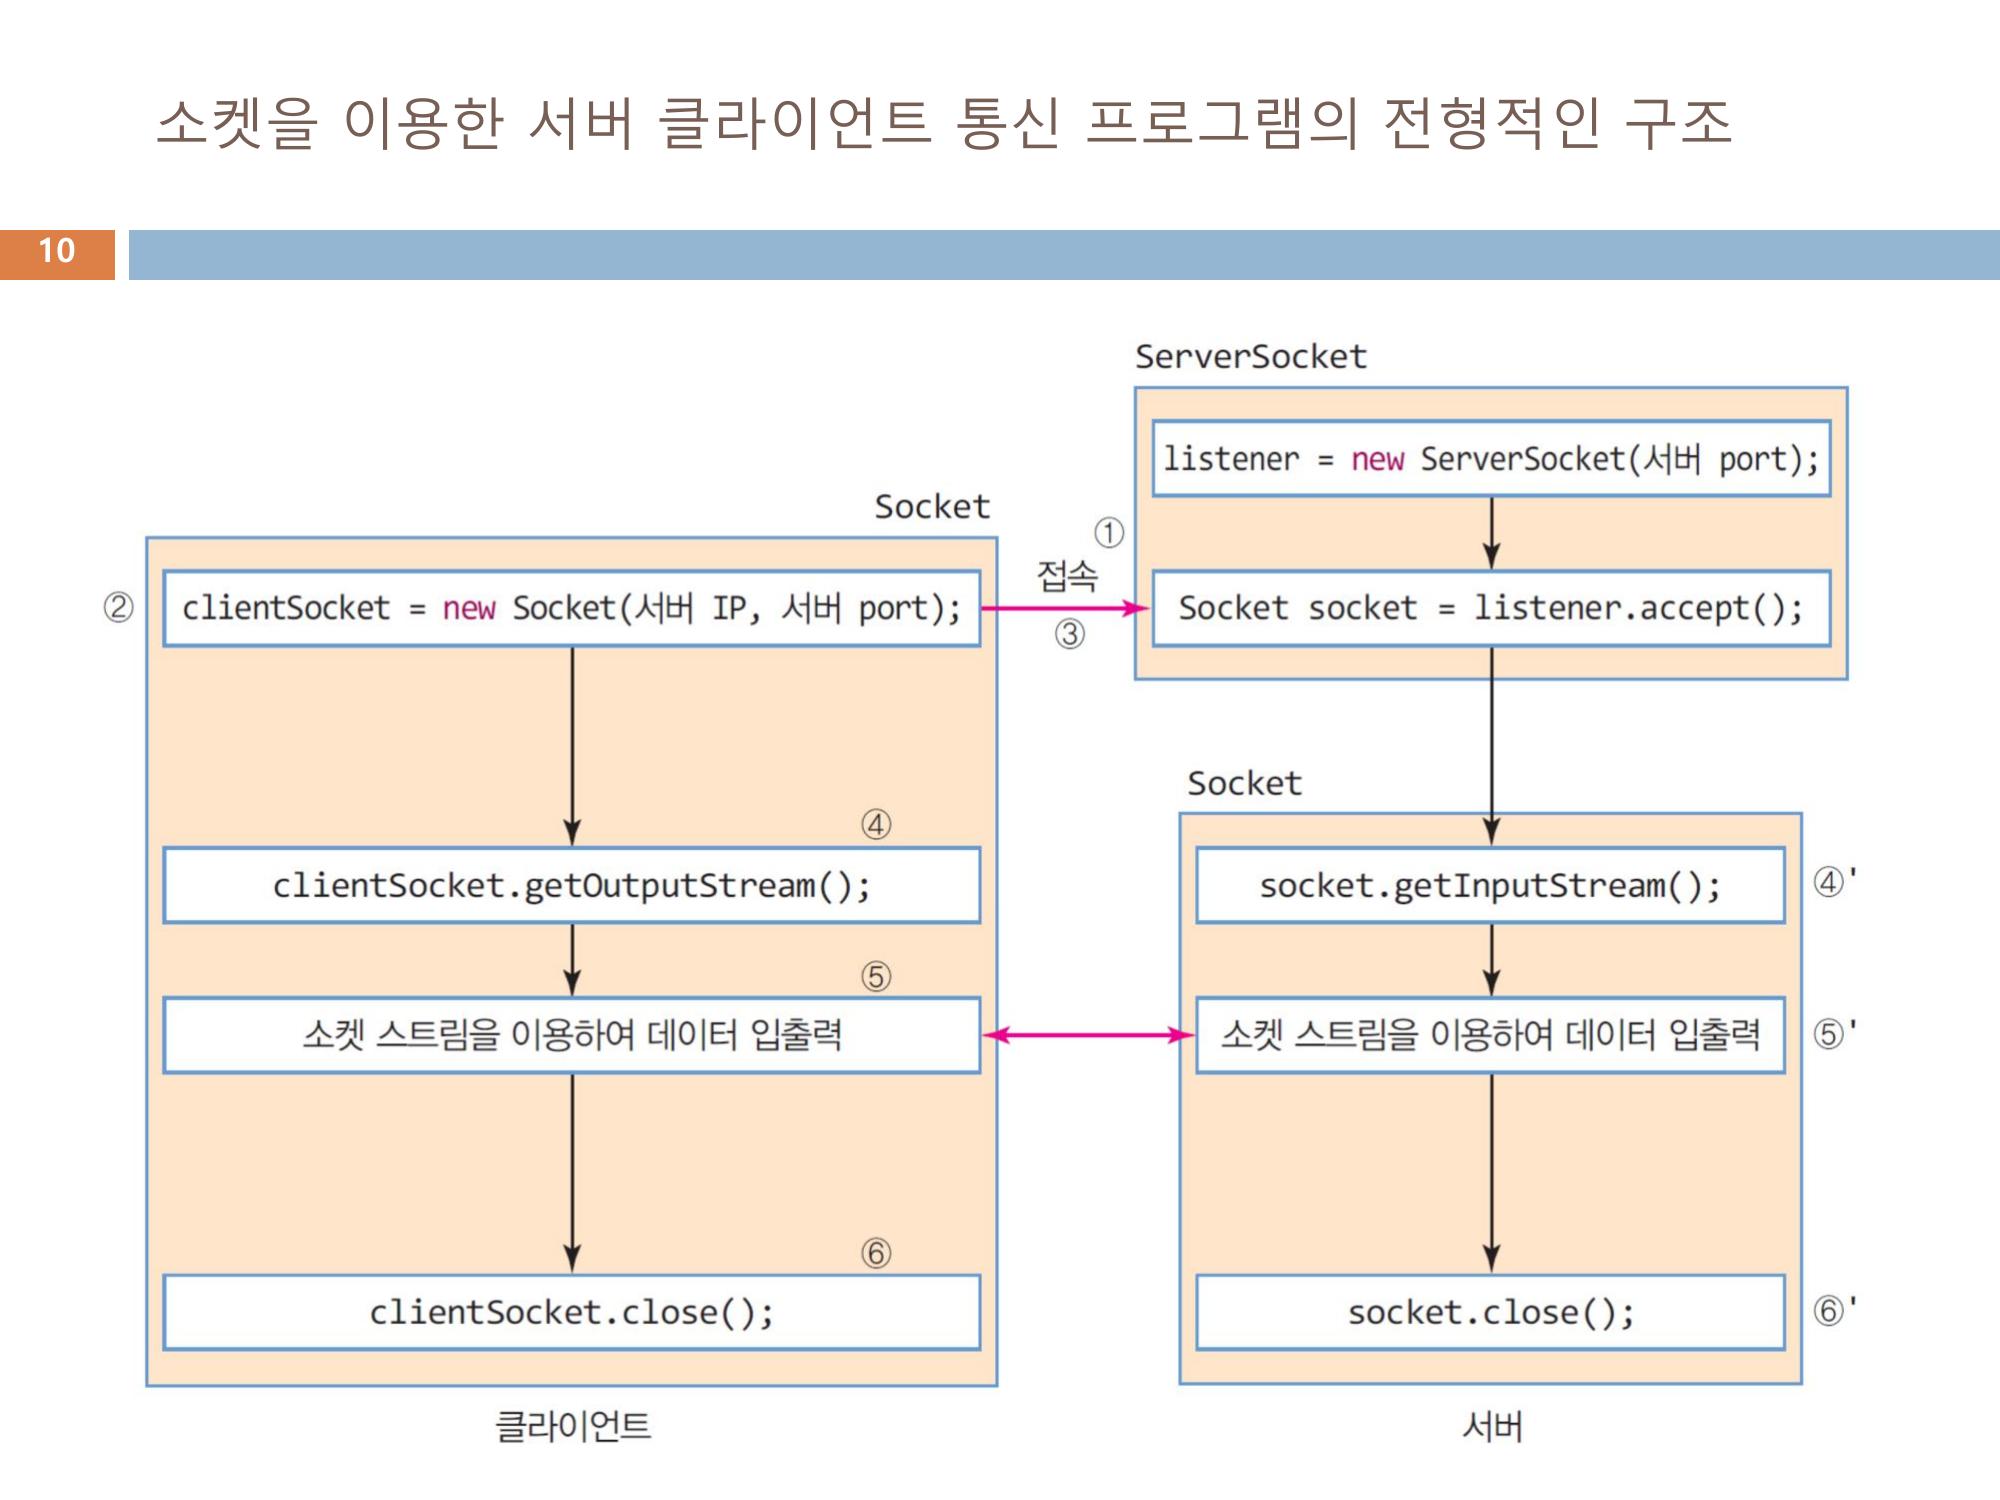 소켓을 이용한 서버 클라이언트 통신 프로그램의 전형적인 구조
10
ServerSocket
listener = new ServerSocket(서버 port);
Socket
①
접속
② clientSocket = new Socket(서버 IP, 서버 port);
Socket socket = listener.accept();
③
Socket
④
clientSocket.getOutputStream();
socket.getInputStream(); ④'
⑤
소켓 스트림을 이용하여 데이터 입출력
소켓 스트림을 이용하여 데이터 입출력 ⑤'
⑥
clientSocket.close();
socket.close(); ⑥'
클라이언트
서버